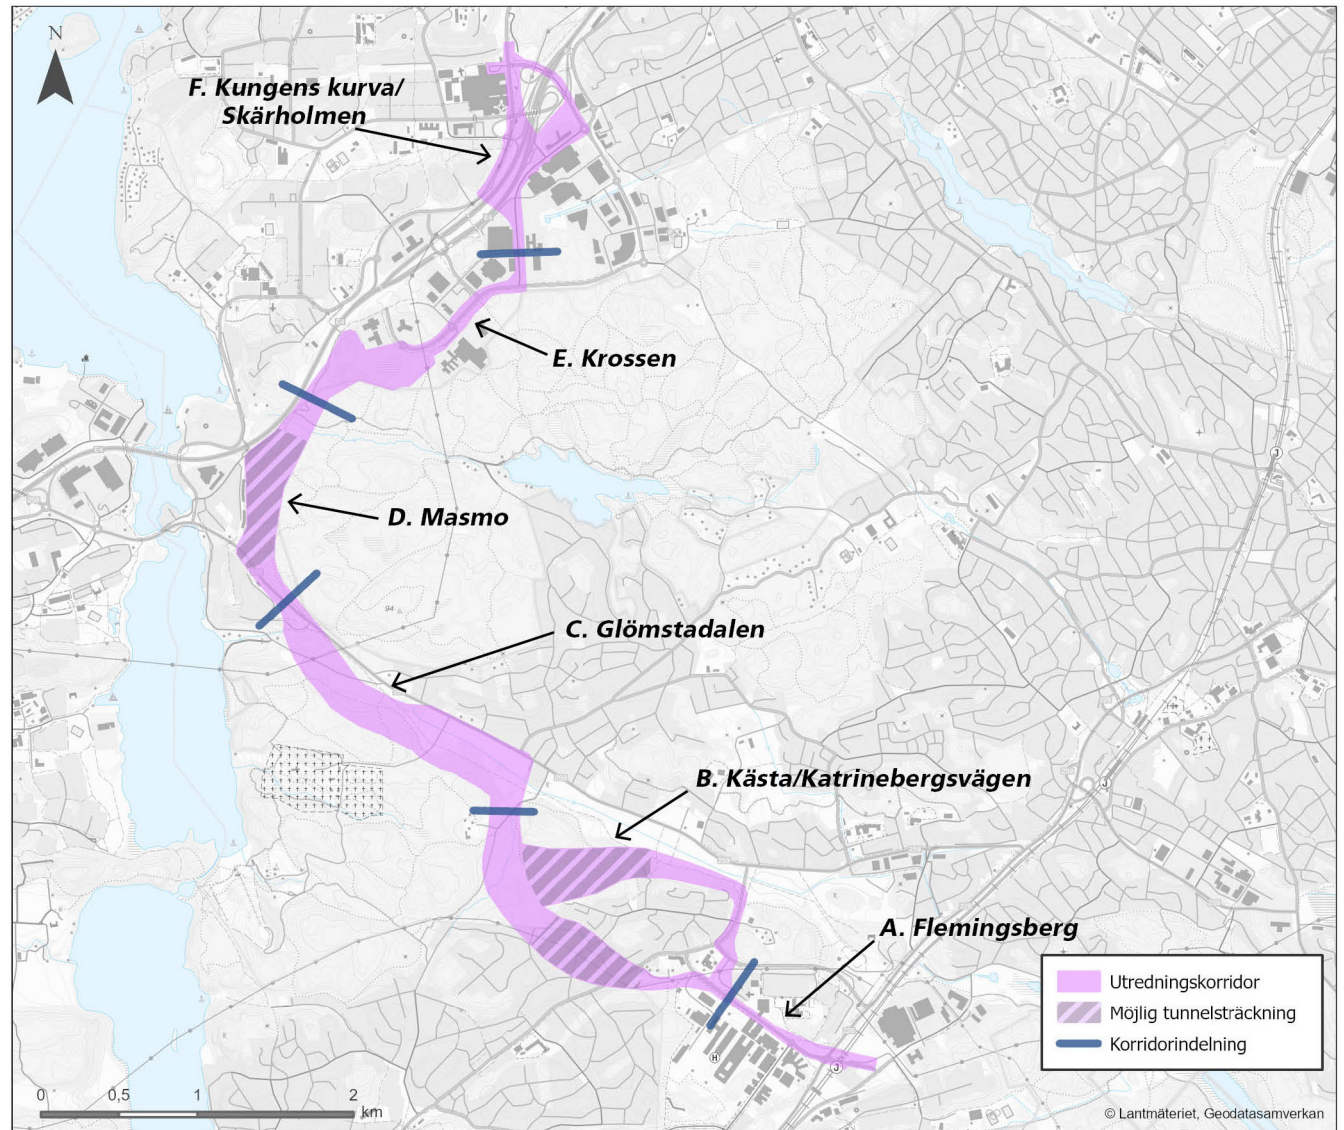 N
F. Kungens kurva/
Skärholmen
E. Krossen
D. Masmo
94
C. Glömstadalen
B. Kästa/Katrinebergsvägen
A. Flemingsberg
J
J
H
J
Utredningskorridor
Möjlig tunnelsträckning
Korridorindelning
0 0,5 1 2
km
© Lantmäteriet, Geodatasamverkan